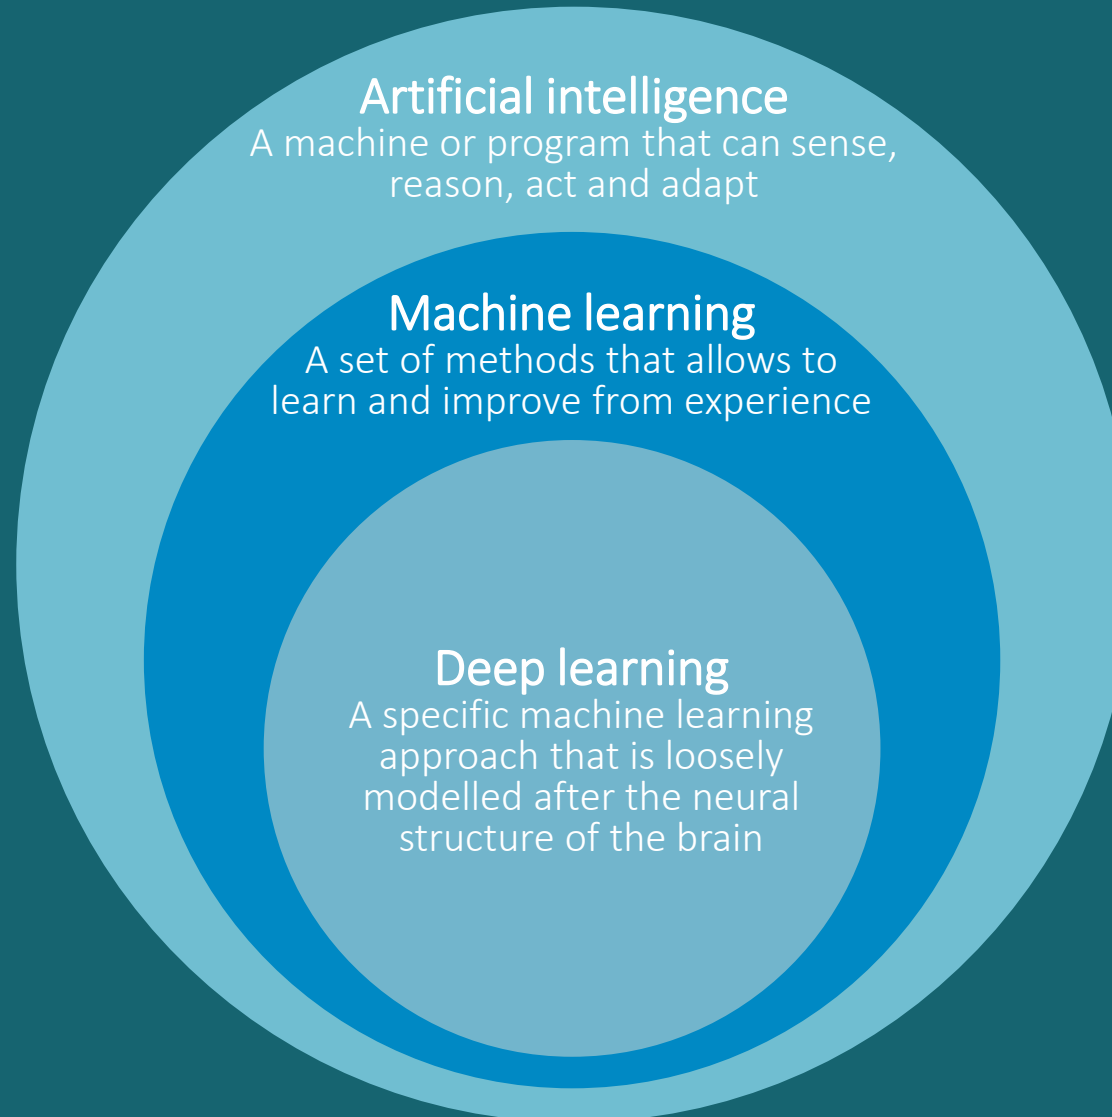 Artificial intelligence
A machine or program that can sense,
reason, act and adapt
Machine learning
A set of methods that allows to
learn and improve from experience
Deep learning
A specific machine learning
approach that is loosely
modelled after the neural
structure of the brain